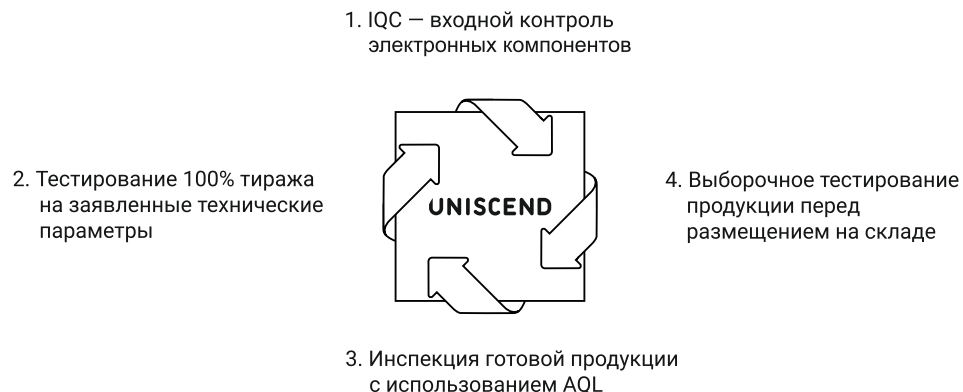 1. IQC — входной контроль
электронных компонентов
2. Тестирование 100% тиража
на заявленные технические
параметры
UNISCEND
4. Выборочное тестирование
продукции перед
размещением на складе
3. Инспекция готовой продукции
с использованием AQL